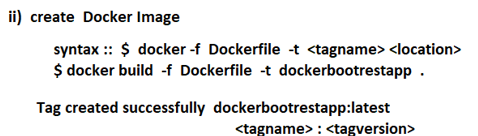 ii) create Docker Image
syntax :: $ docker -f Dockerfile -t <tagname> <location>
$ docker build -f Dockerfile -t dockerbootrestapp .
Tag created successfully dockerbootrestapp:latest
<tagname> : <tagversion>